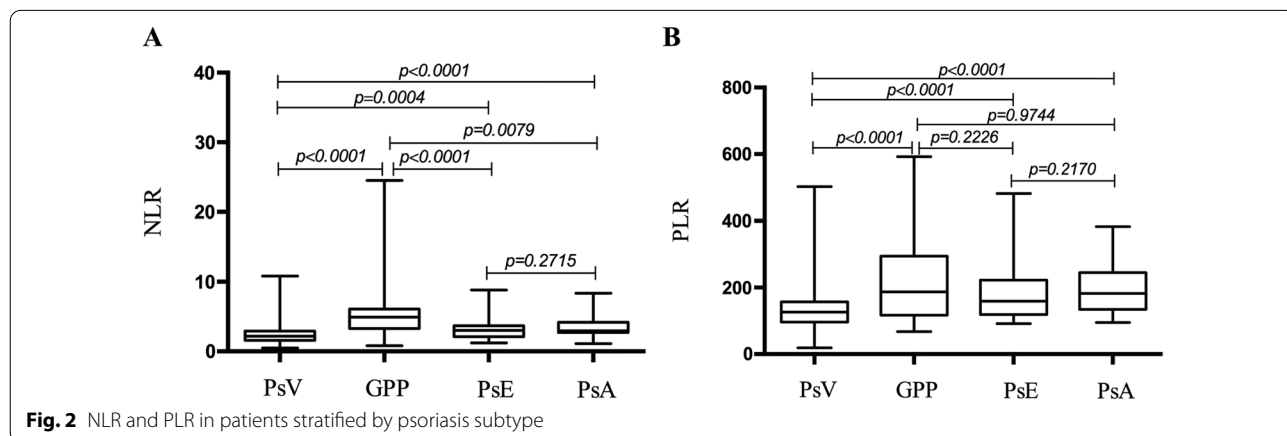 A
NLR
40
30
20
10
0
p<0.0001
p=0.0004
p=0.0079
p<0.0001 p<0.0001
p=0.2715
PsV GPP PsE PsA
B
PLR
800
600
400
200
0
p<0.0001
p<0.0001
p=0.9744
p<0.0001 p=0.2226
p=0.2170
PsV GPP PsE PsA
Fig. 2 NLR and PLR in patients stratified by psoriasis subtype